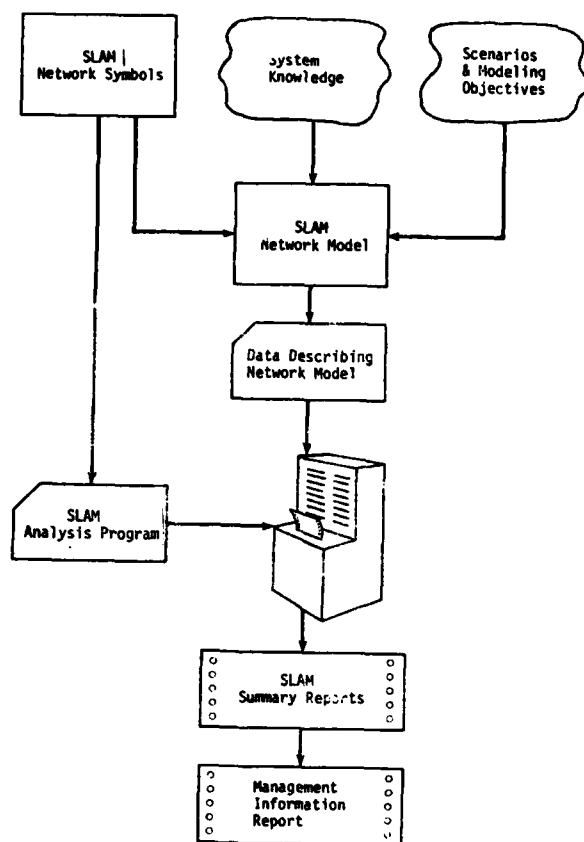 SLAM
Network Symbols
System
Knowledge
Scenarios
& Modeling
Objectives
SLAM
Network Model
Data Describing
Network Model
SLAM
Analysis Program
SLAM
Summary Reports
Management
Information
Report